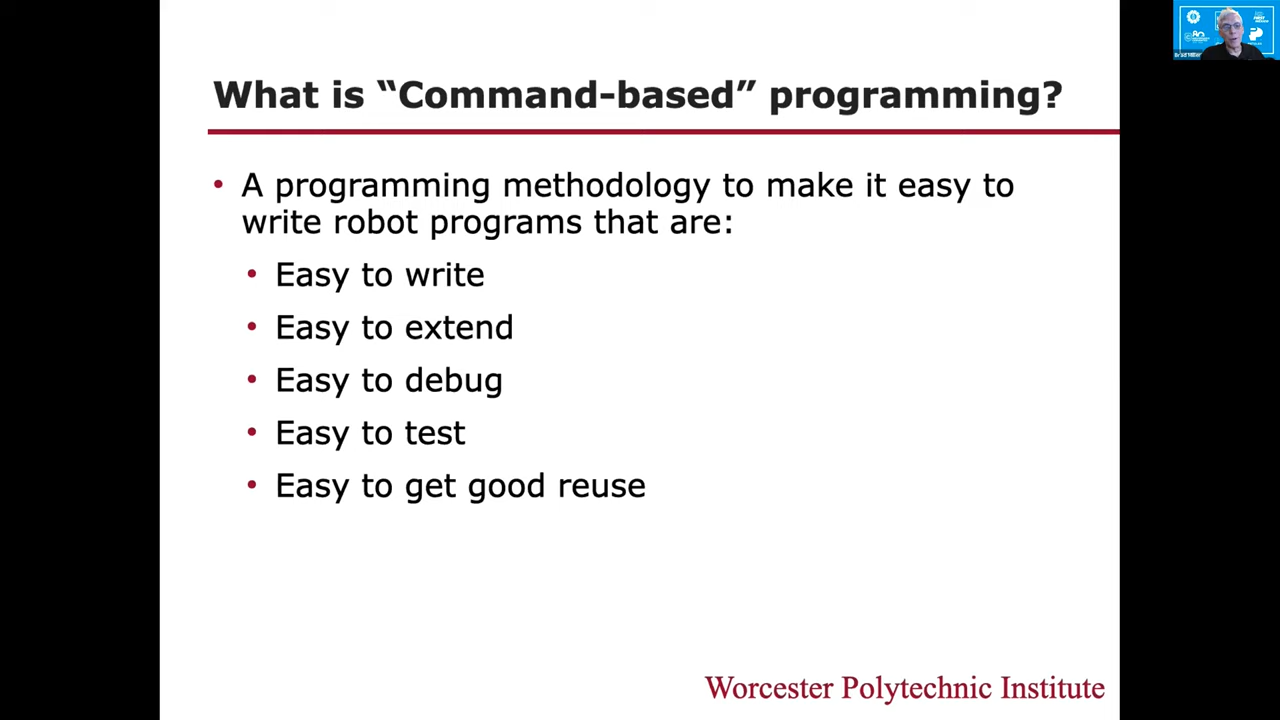 What is “Command-based” programming?
• A programming methodology to make it easy to
write robot programs that are:
• Easy to write
• Easy to extend
• Easy to debug
• Easy to test
• Easy to get good reuse
Worcester Polytechnic Institute